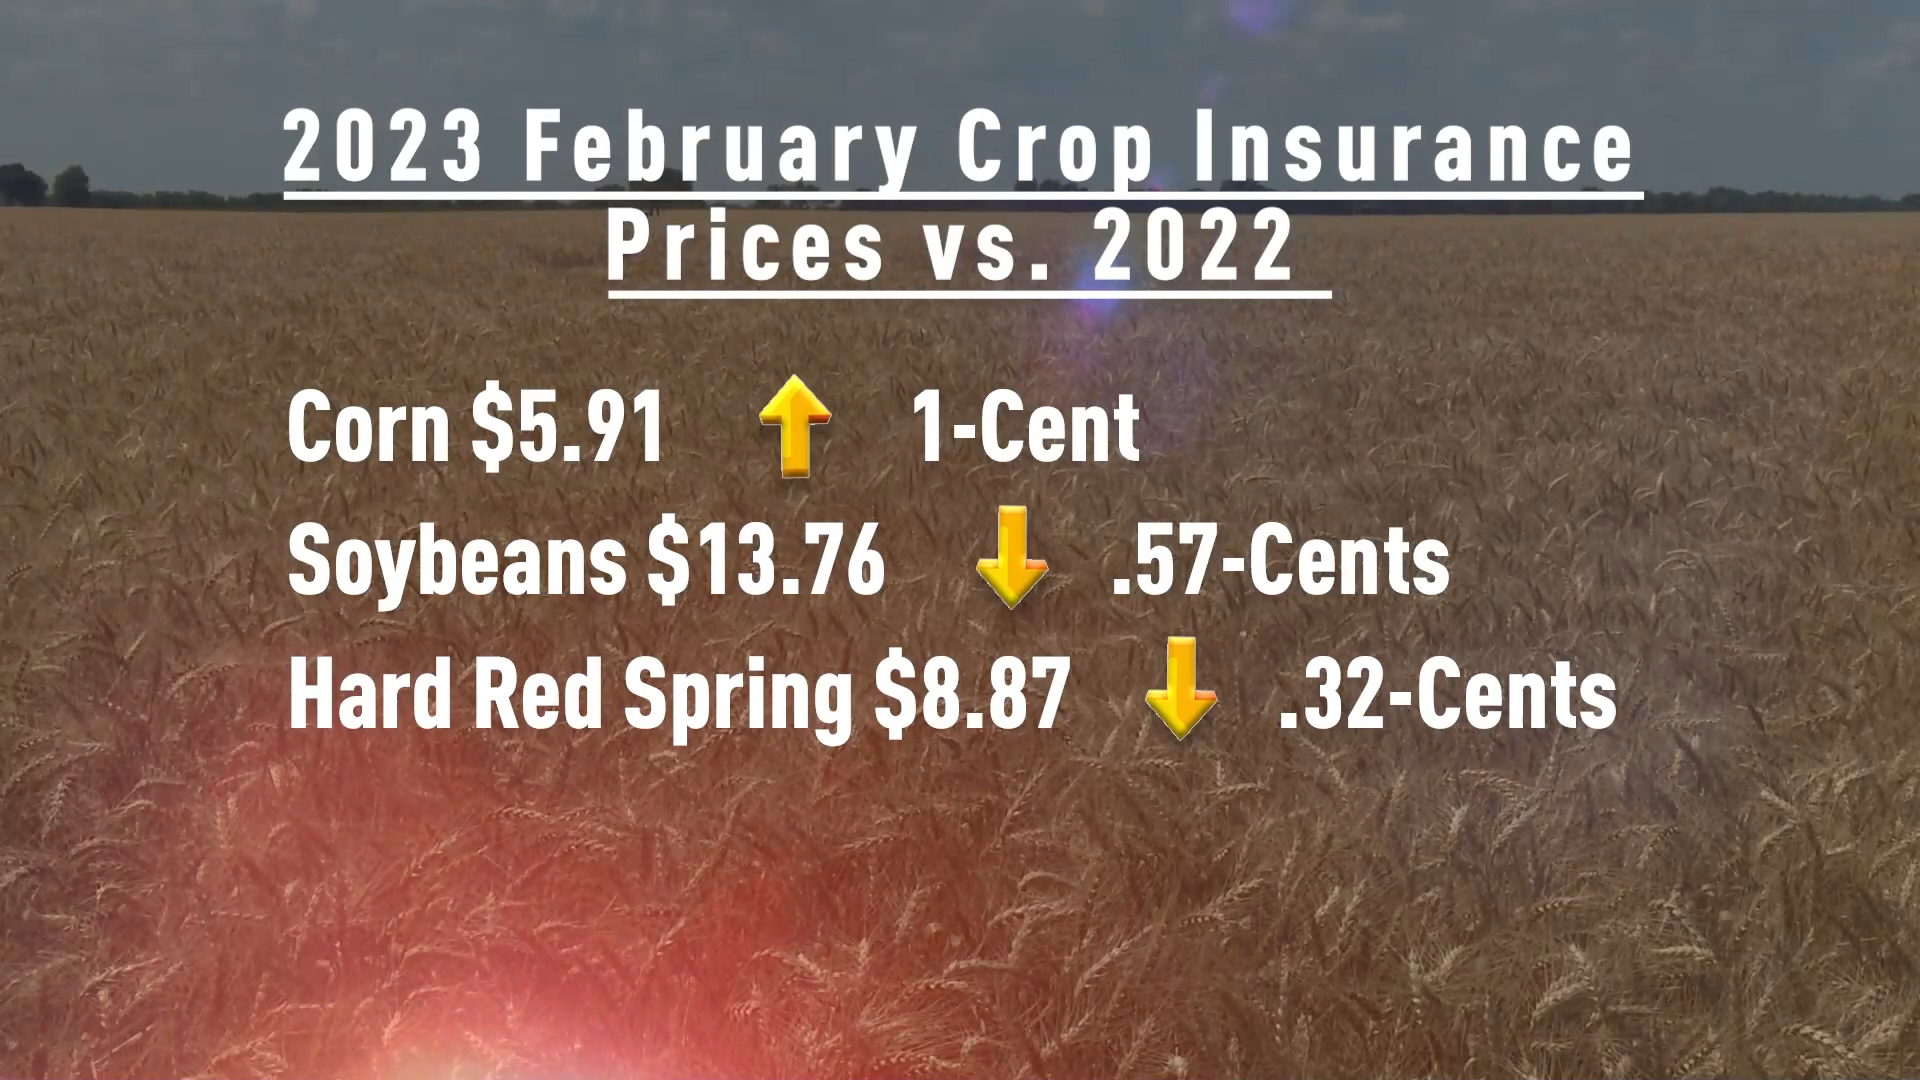 2023 February Crop Insurance
Prices vs. 2022
Corn $5.91 1-Cent
Soybeans $13.76 .57-Cents
Hard Red Spring $8.87 .32-Cents